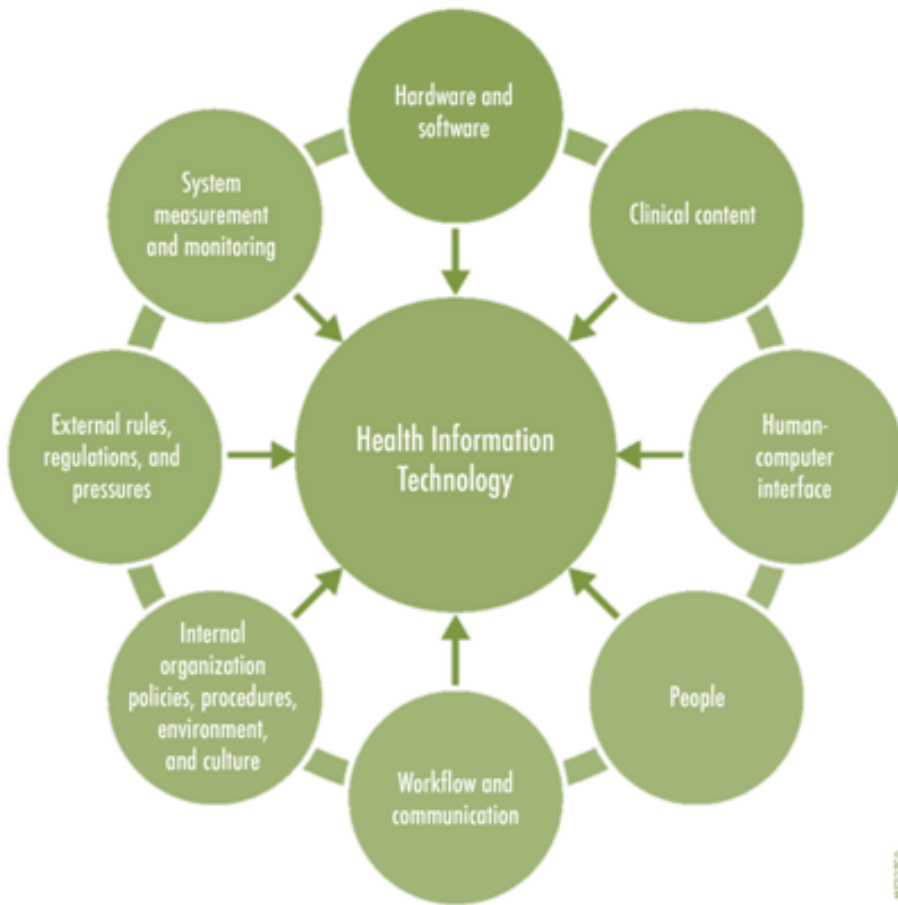 Hardware and
software
Clinical content
Human-
computer
interface
People
Workflow and
communication
Internal
organization
policies, procedures,
environment,
and culture
External rules,
regulations, and
pressures
System
measurement
and monitoring
Health Information
Technology